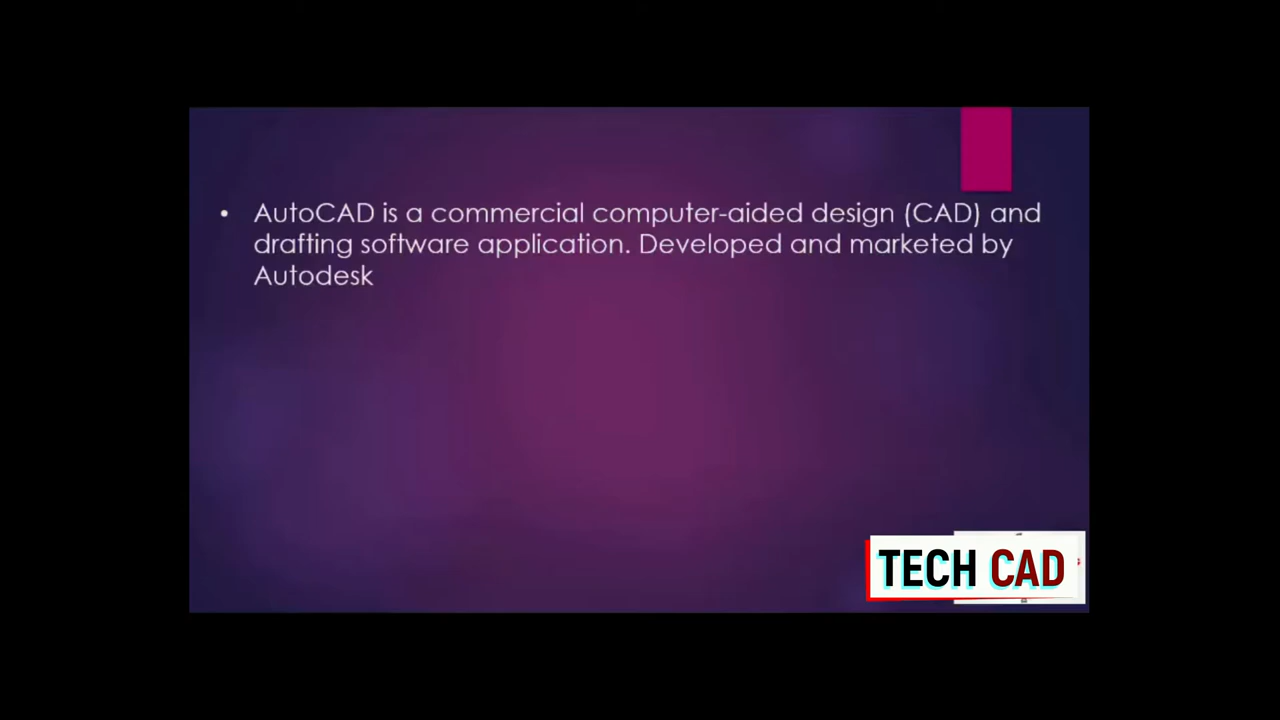 • AutoCAD is a commercial computer-aided design (CAD) and
drafting software application. Developed and marketed by
Autodesk
TECH CAD